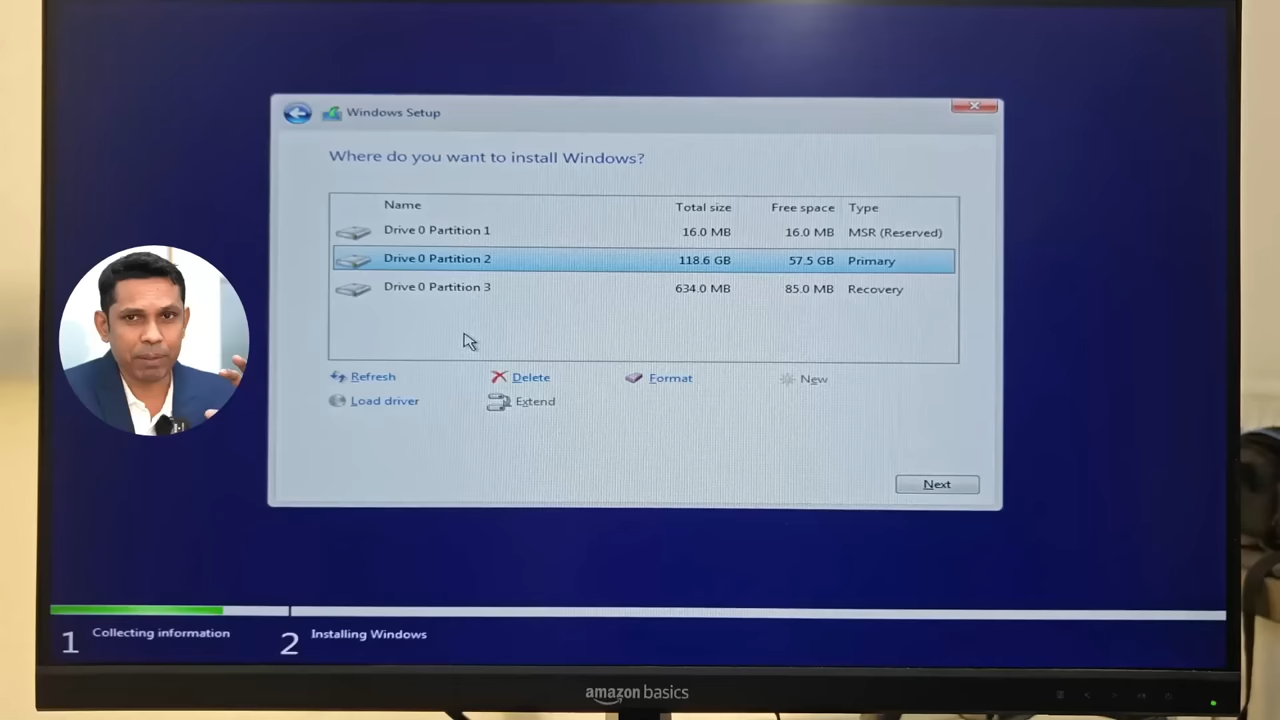 Windows Setup
Where do you want to install Windows?
Name Total size Free space Type
Drive 0 Partition 1 16.0 MB 16.0 MB MSR (Reserved)
Drive 0 Partition 2 118.6 GB 57.5 GB Primary
Drive 0 Partition 3 634.0 MB 85.0 MB Recovery
Refresh Delete Format New
Load driver Extend
Next
1 Collecting information 2 Installing Windows
amazon basics